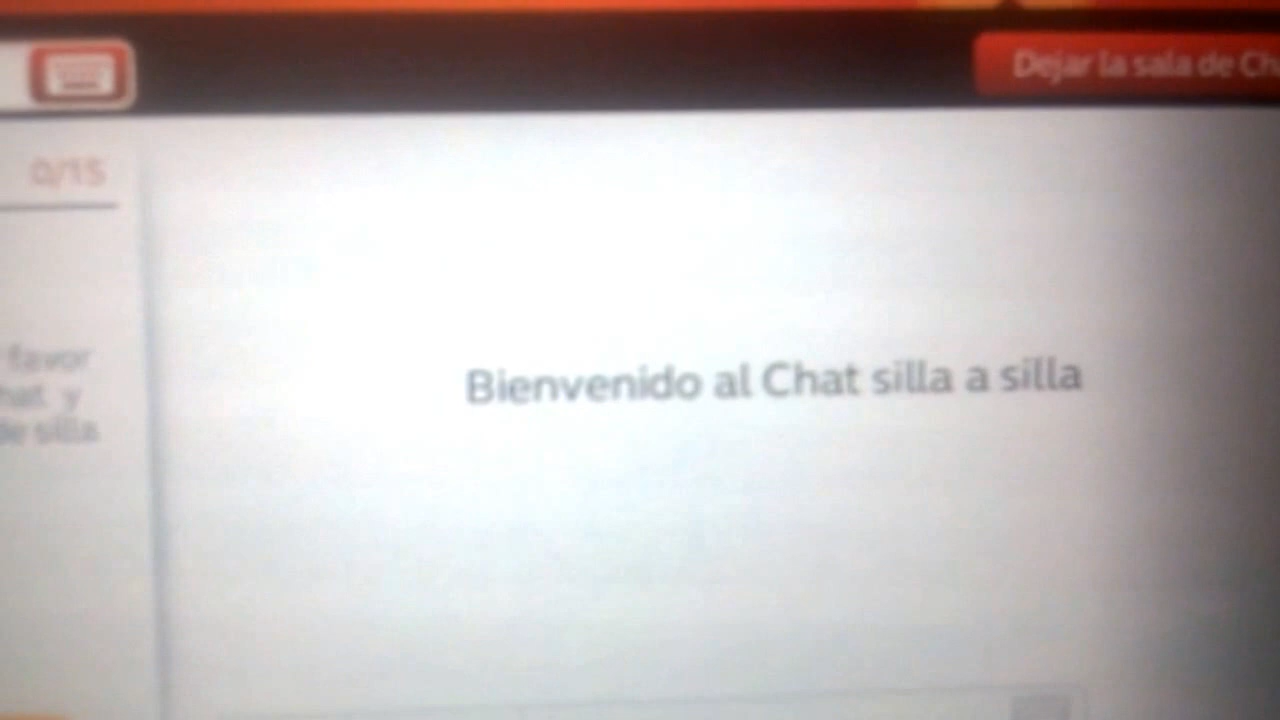 Dejar la sala de Ch
0/15
favor
hat y
de silla
Bienvenido al Chat silla a silla